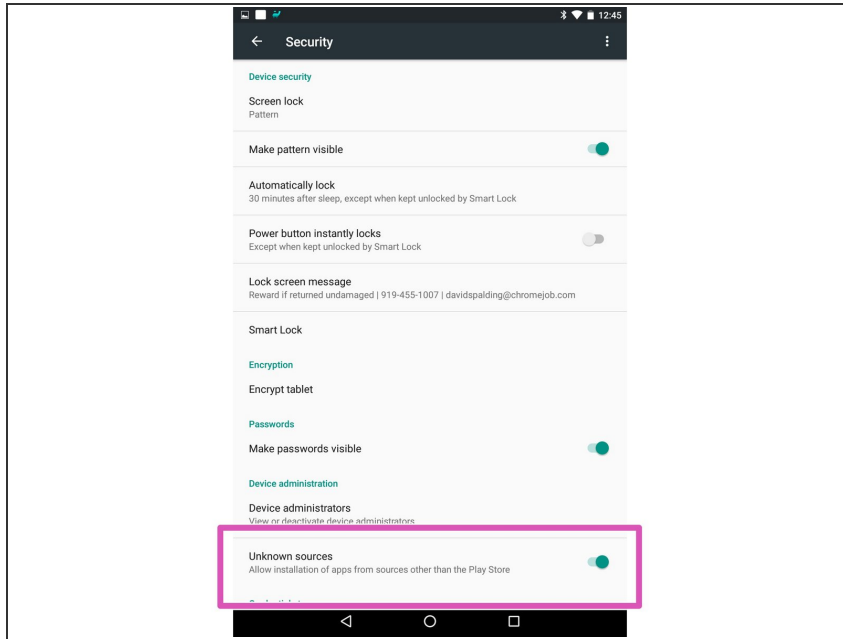 12:45
Security
Device security
Screen lock
Pattern
Make pattern visible
Automatically lock
30 minutes after sleep, except when kept unlocked by Smart Lock
Power button instantly locks
Except when kept unlocked by Smart Lock
Lock screen message
Reward if returned undamaged | 919-455-1007 | davidspalding@chromejob.com
Smart Lock
Encryption
Encrypt tablet
Passwords
Make passwords visible
Device administration
Device administrators
View or deactivate device administrators
Unknown sources
Allow installation of apps from sources other than the Play Store